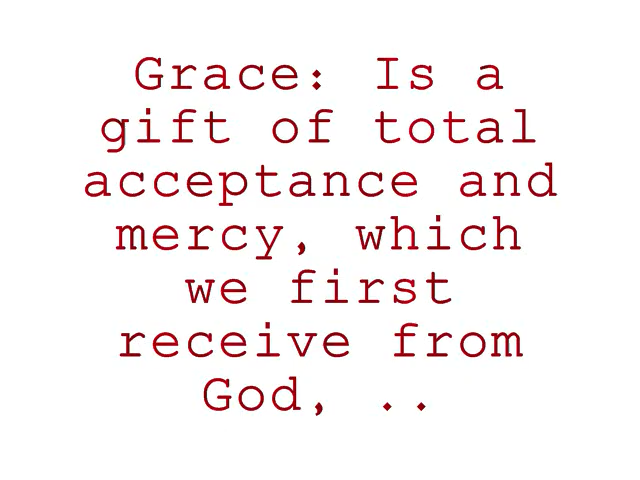 Grace: Is a
gift of total
acceptance and
mercy, which
we first
receive from
God, ..